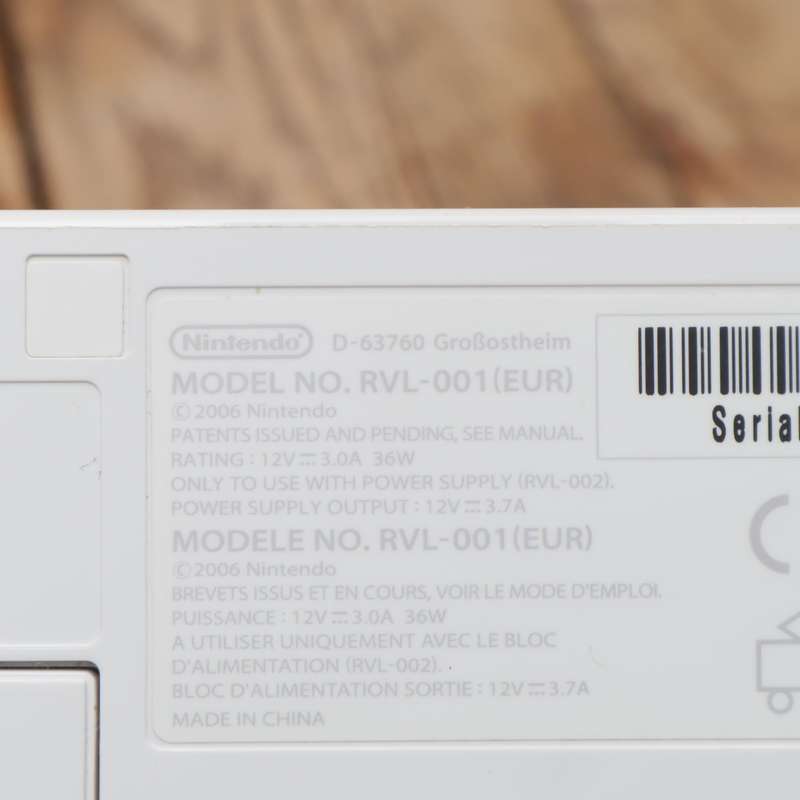 Nintendo D-63760 Großostheim
MODEL NO. RVL-001(EUR)
©2006 Nintendo
PATENTS ISSUED AND PENDING, SEE MANUAL.
RATING : 12V⎓3.0A 36W
ONLY TO USE WITH POWER SUPPLY (RVL-002).
POWER SUPPLY OUTPUT : 12V⎓3.7A
MODELE NO. RVL-001(EUR)
©2006 Nintendo
BREVETS ISSUS ET EN COURS, VOIR LE MODE D'EMPLOI.
PUISSANCE : 12V⎓3.0A 36W
A UTILISER UNIQUEMENT AVEC LE BLOC
D'ALIMENTATION (RVL-002).
BLOC D'ALIMENTATION SORTIE : 12V⎓3.7A
MADE IN CHINA
Serial